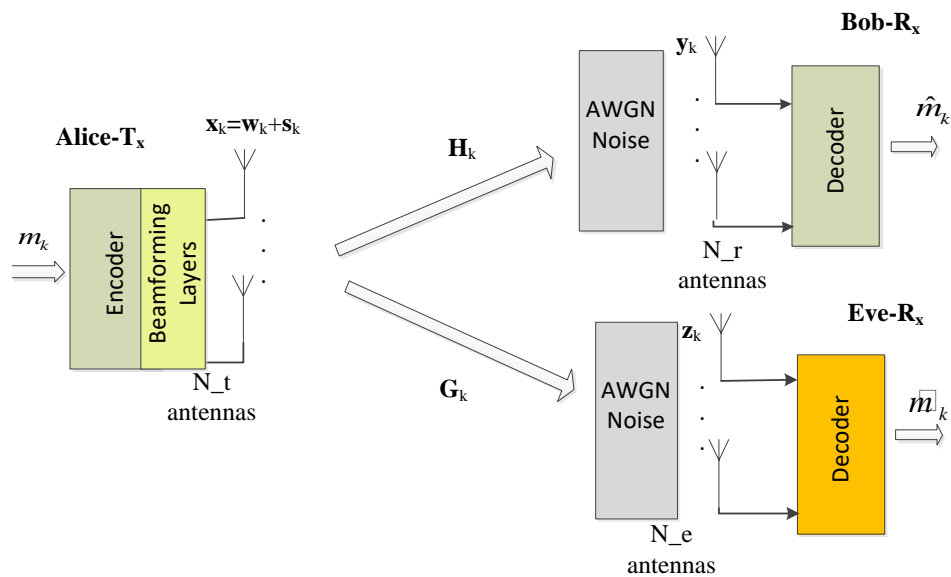 Alice-Tx
xk=wk+sk
mk
Encoder
Beamforming
Layers
N_t
antennas
Hk
Gk
AWGN
Noise
yk
N_r
antennas
Bob-Rx
Decoder
m̂k
AWGN
Noise
zk
N_e
antennas
Eve-Rx
Decoder
m□k